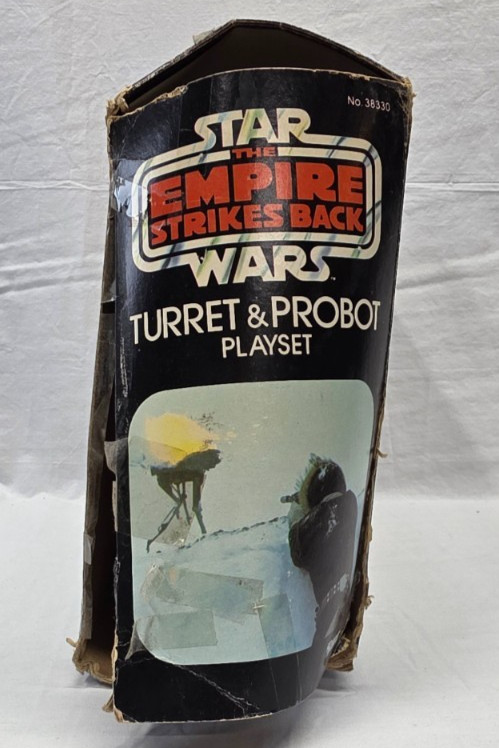 No. 38330
STAR
THE
EMPIRE
STRIKES BACK
WARS
TURRET & PROBOT
PLAYSET